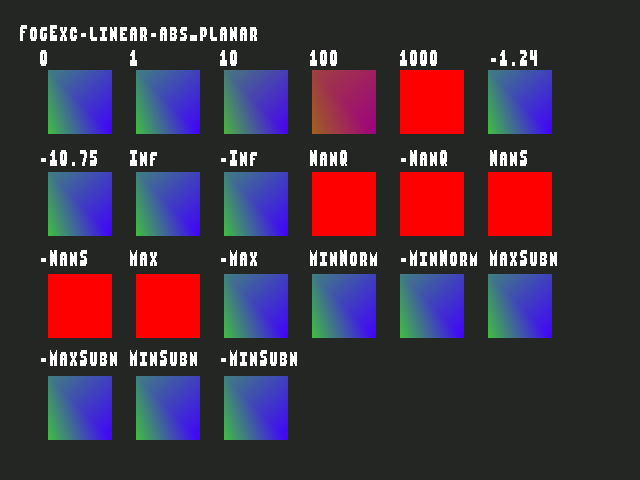 FogExc-linear-abs_planar
0 1 10 100 1000 -1.24
-10.75 Inf -Inf NanQ -NanQ NanS
-NanS Max -Max MinNorm -MinNorm MaxSubN
-MaxSubN MinSubN -MinSubN